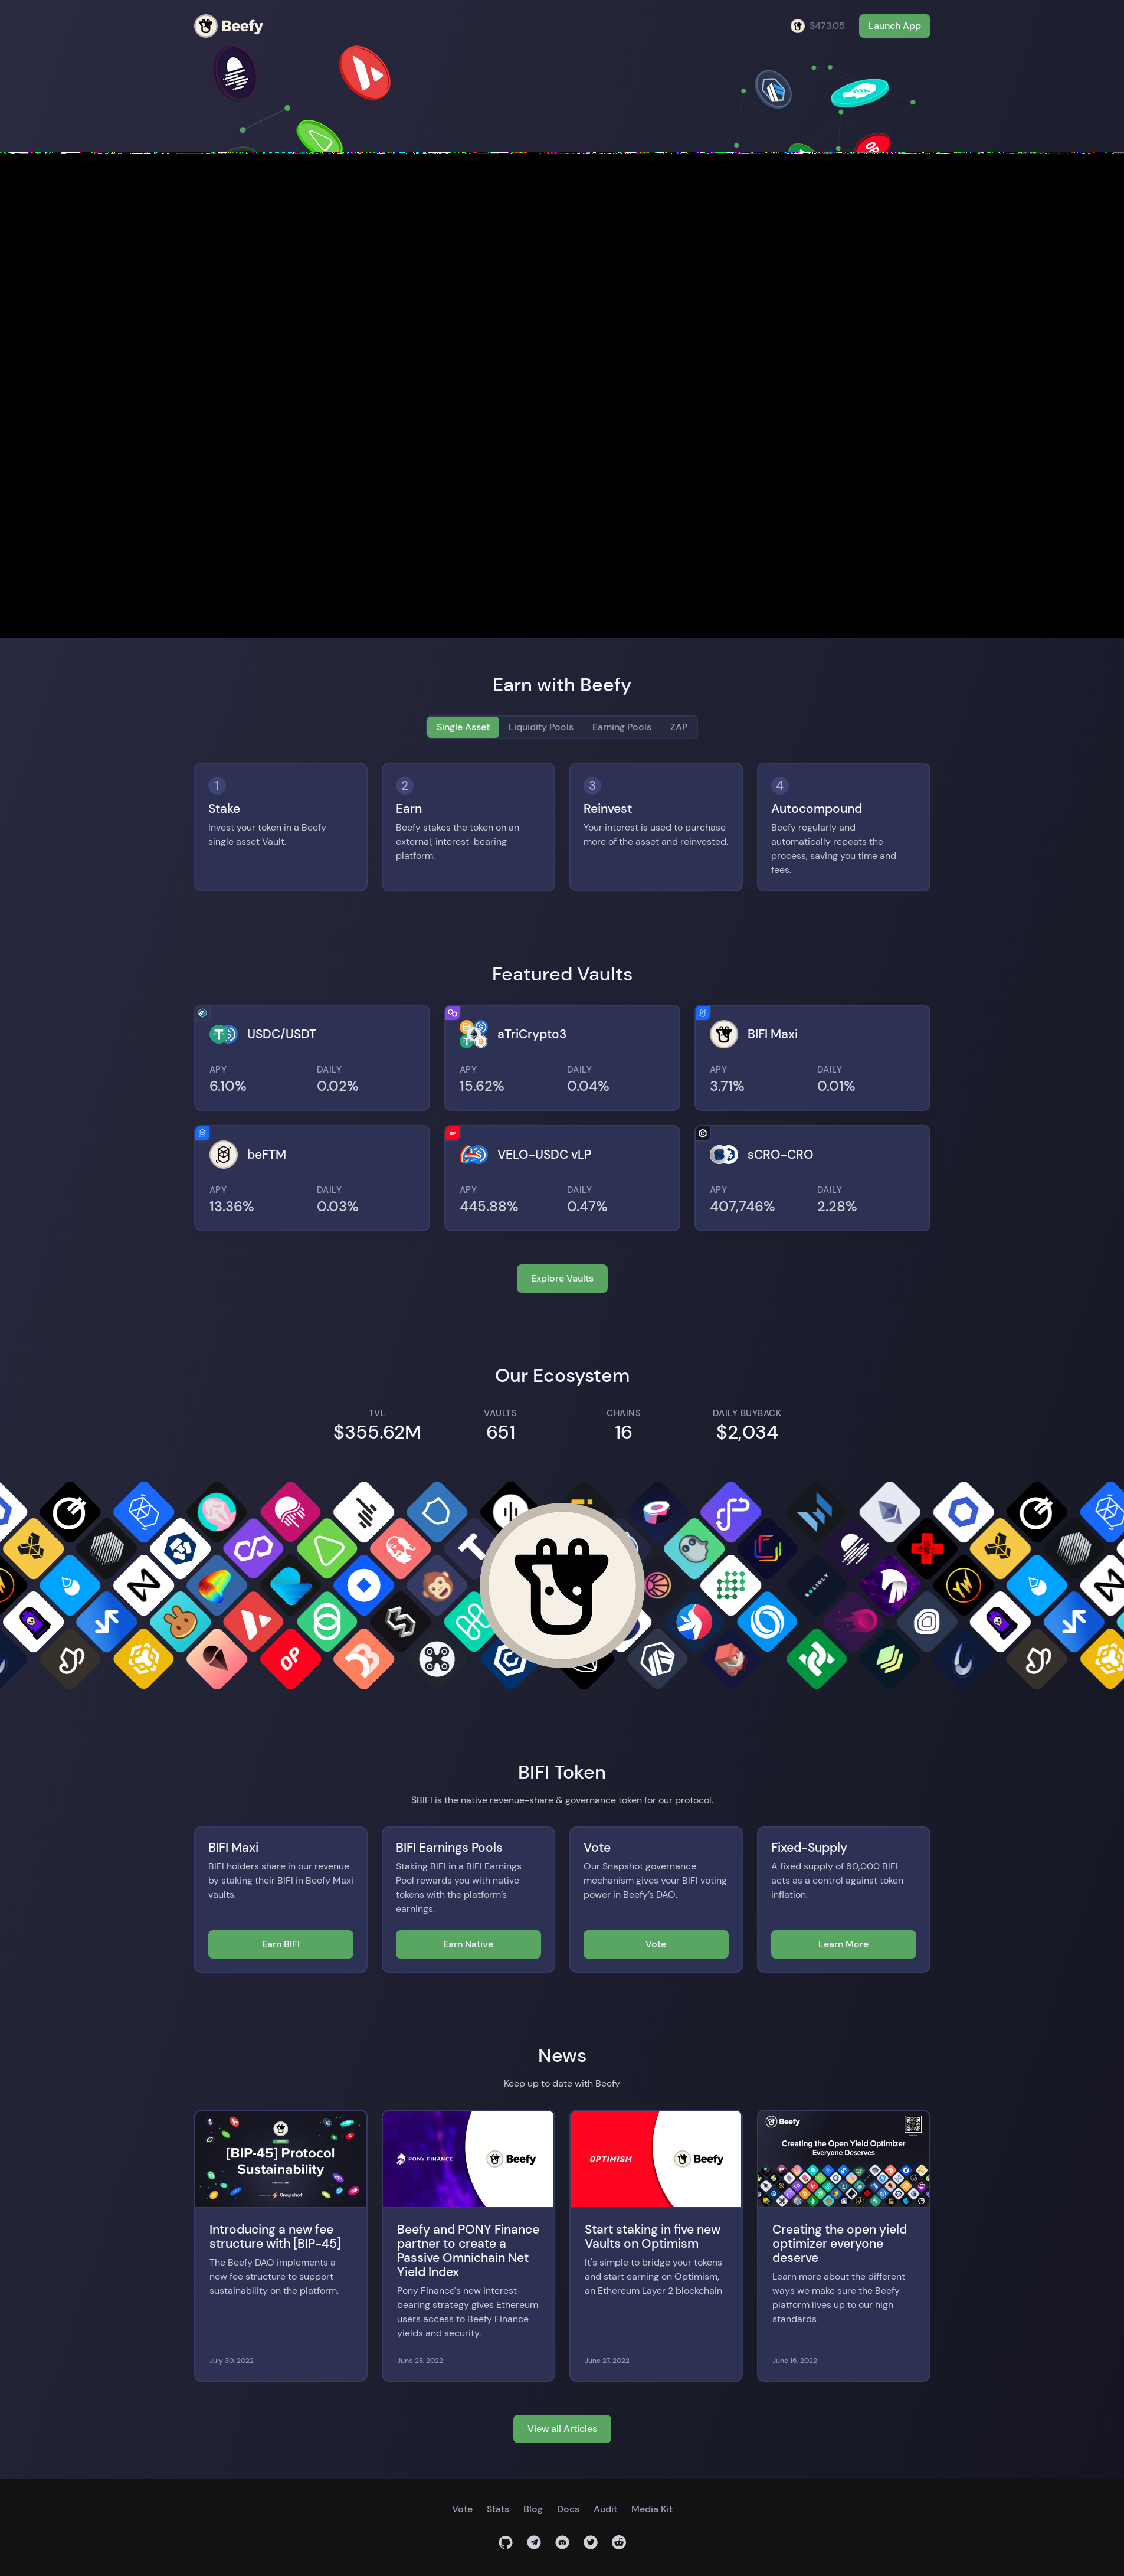 Beefy
$473.05
Launch App
OP
Earn with Beefy
Single Asset
Liquidity Pools
Earning Pools
ZAP
1
Stake
Invest your token in a Beefy
single asset Vault.
2
Earn
Beefy stakes the token on an
external, interest-bearing
platform.
3
Reinvest
Your interest is used to purchase
more of the asset and reinvested.
4
Autocompound
Beefy regularly and
automatically repeats the
process, saving you time and
fees.
Featured Vaults
USDC/USDT
APY
DAILY
6.10%
0.02%
aTriCrypto3
APY
DAILY
15.62%
0.04%
BIFI Maxi
APY
DAILY
3.71%
0.01%
beFTM
APY
DAILY
13.36%
0.03%
OP
VELO-USDC vLP
APY
DAILY
445.88%
0.47%
sCRO-CRO
APY
DAILY
407,746%
2.28%
Explore Vaults
Our Ecosystem
TVL
VAULTS
CHAINS
DAILY BUYBACK
$355.62M
651
16
$2,034
SOLIDLY
OP
BIFI Token
$BIFI is the native revenue-share & governance token for our protocol.
BIFI Maxi
BIFI holders share in our revenue
by staking their BIFI in Beefy Maxi
vaults.
Earn BIFI
BIFI Earnings Pools
Staking BIFI in a BIFI Earnings
Pool rewards you with native
tokens with the platform's
earnings.
Earn Native
Vote
Our Snapshot governance
mechanism gives your BIFI voting
power in Beefy's DAO.
Vote
Fixed-Supply
A fixed supply of 80,000 BIFI
acts as a control against token
inflation.
Learn More
News
Keep up to date with Beefy
[BIP-45] Protocol
Sustainability
Snapshot
Introducing a new fee
structure with [BIP-45]
The Beefy DAO implements a
new fee structure to support
sustainability on the platform.
July 30, 2022
PONY FINANCE
Beefy
Beefy and PONY Finance
partner to create a
Passive Omnichain Net
Yield Index
Pony Finance's new interest-
bearing strategy gives Ethereum
users access to Beefy Finance
yields and security.
June 28, 2022
OPTIMISM
Beefy
Start staking in five new
Vaults on Optimism
It's simple to bridge your tokens
and start earning on Optimism,
an Ethereum Layer 2 blockchain
June 27, 2022
Beefy
Creating the Open Yield Optimizer
Everyone Deserves
Creating the open yield
optimizer everyone
deserve
Learn more about the different
ways we make sure the Beefy
platform lives up to our high
standards
June 16, 2022
View all Articles
Vote
Stats
Blog
Docs
Audit
Media Kit